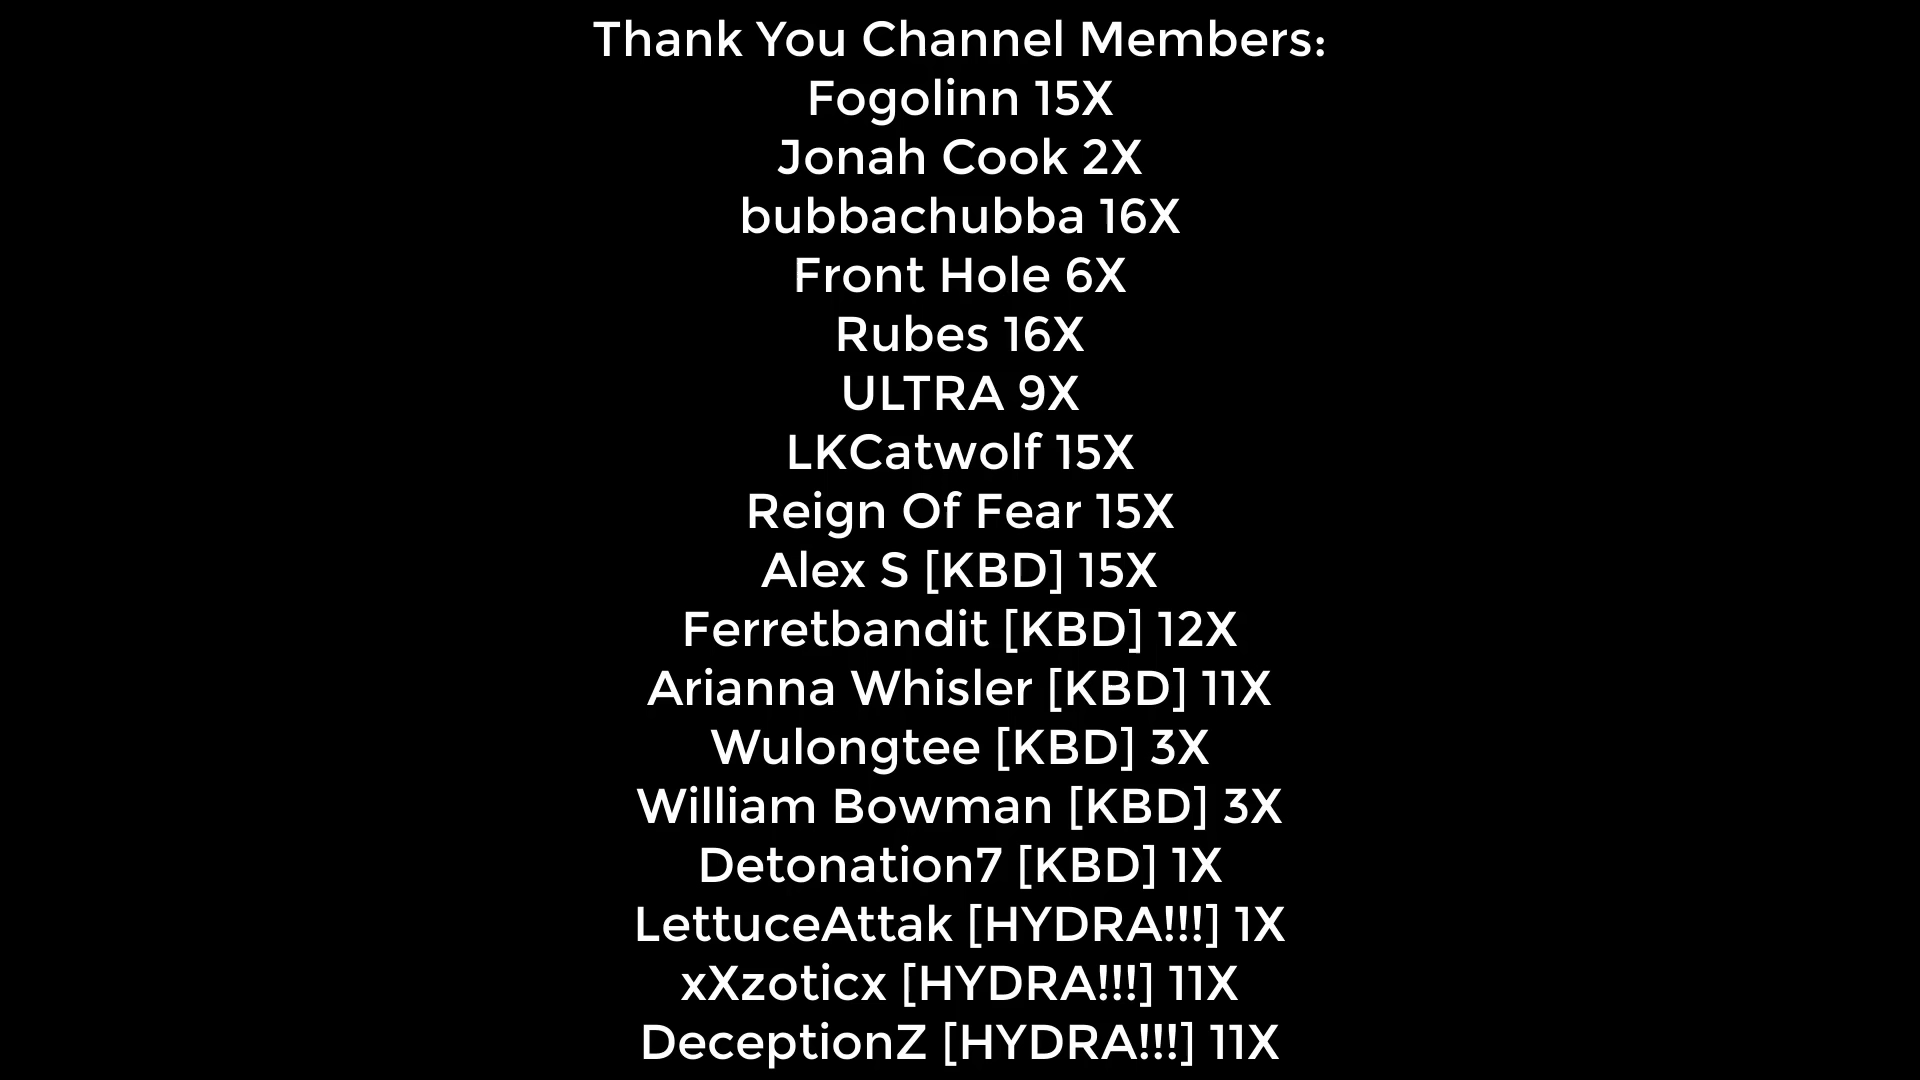 Thank You Channel Members:
Fogolinn 15X
Jonah Cook 2X
bubbachubba 16X
Front Hole 6X
Rubes 16X
ULTRA 9X
LKCatwolf 15X
Reign Of Fear 15X
Alex S [KBD] 15X
Ferretbandit [KBD] 12X
Arianna Whisler [KBD] 11X
Wulongtee [KBD] 3X
William Bowman [KBD] 3X
Detonation7 [KBD] 1X
LettuceAttak [HYDRA!!!] 1X
xXzoticx [HYDRA!!!] 11X
DeceptionZ [HYDRA!!!] 11X